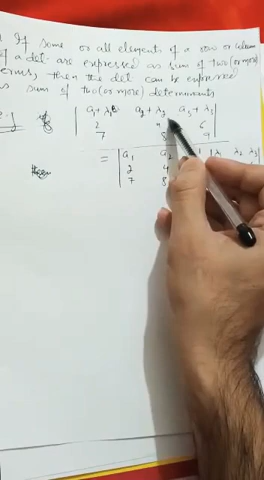 If some or all elements of a row or column
of a det. are expressed as sum of two (or more)
terms, then the det can be expressed
as sum of two (or more) determinants
e.g. if | a₁ + λ₁ a₂ + λ₂ a₃ + λ₃ |
2 6
7 8 9
= | a₁ a₂ λ₁ λ₂ λ₃ |
2 4
7 8